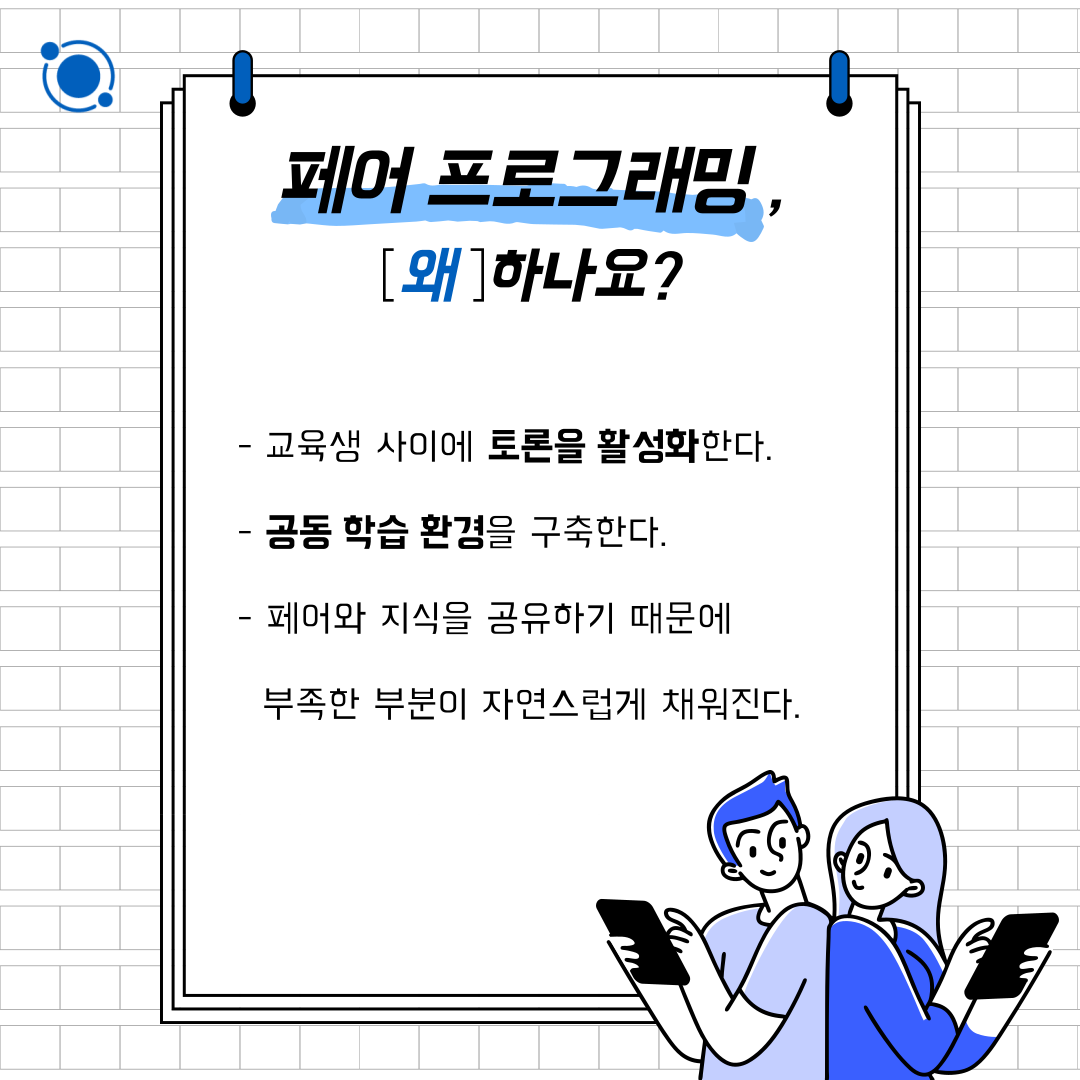 페어 프로그래밍,
[왜]하나요?
- 교육생 사이에 토론을 활성화한다.
- 공동 학습 환경을 구축한다.
- 페어와 지식을 공유하기 때문에
부족한 부분이 자연스럽게 채워진다.